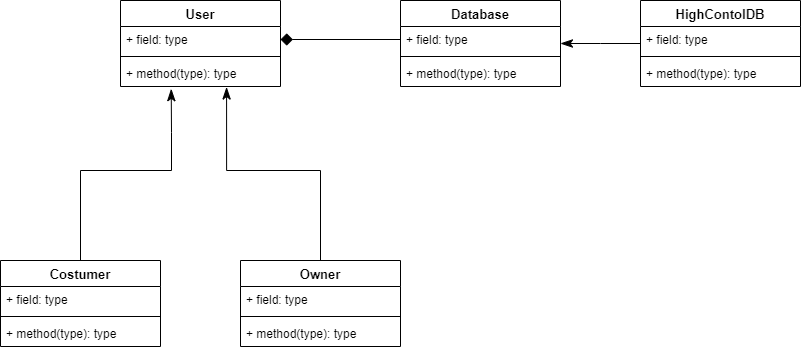 User
+ field: type
+ method(type): type
Database
+ field: type
+ method(type): type
HighContolDB
+ field: type
+ method(type): type
Costumer
+ field: type
+ method(type): type
Owner
+ field: type
+ method(type): type